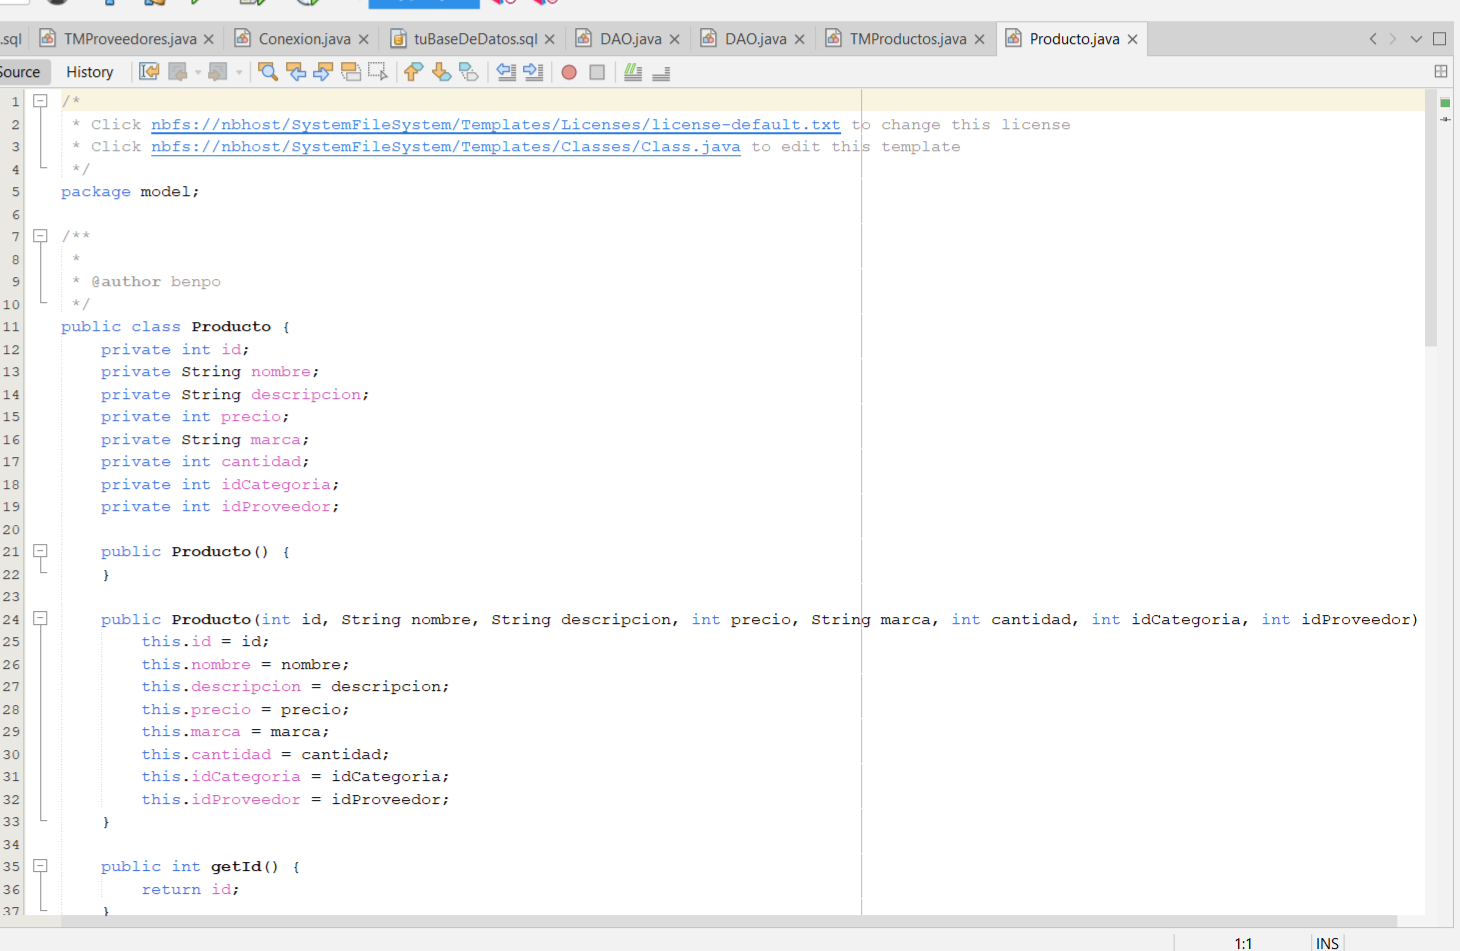 .sql TMProveedores.java Conexion.java tuBaseDeDatos.sql DAO.java DAO.java TMProductos.java Producto.java
Source History
1 /*
2 * Click nbfs://nbhost/SystemFileSystem/Templates/Licenses/license-default.txt to change this license
3 * Click nbfs://nbhost/SystemFileSystem/Templates/Classes/Class.java to edit this template
4 */
5 package model;
6
7 /**
8 *
9 * @author benpo
10 */
11 public class Producto {
12 private int id;
13 private String nombre;
14 private String descripcion;
15 private int precio;
16 private String marca;
17 private int cantidad;
18 private int idCategoria;
19 private int idProveedor;
20
21 public Producto() {
22 }
23
24 public Producto(int id, String nombre, String descripcion, int precio, String marca, int cantidad, int idCategoria, int idProveedor)
25 this.id = id;
26 this.nombre = nombre;
27 this.descripcion = descripcion;
28 this.precio = precio;
29 this.marca = marca;
30 this.cantidad = cantidad;
31 this.idCategoria = idCategoria;
32 this.idProveedor = idProveedor;
33 }
34
35 public int getId() {
36 return id;
37 }
1:1 INS